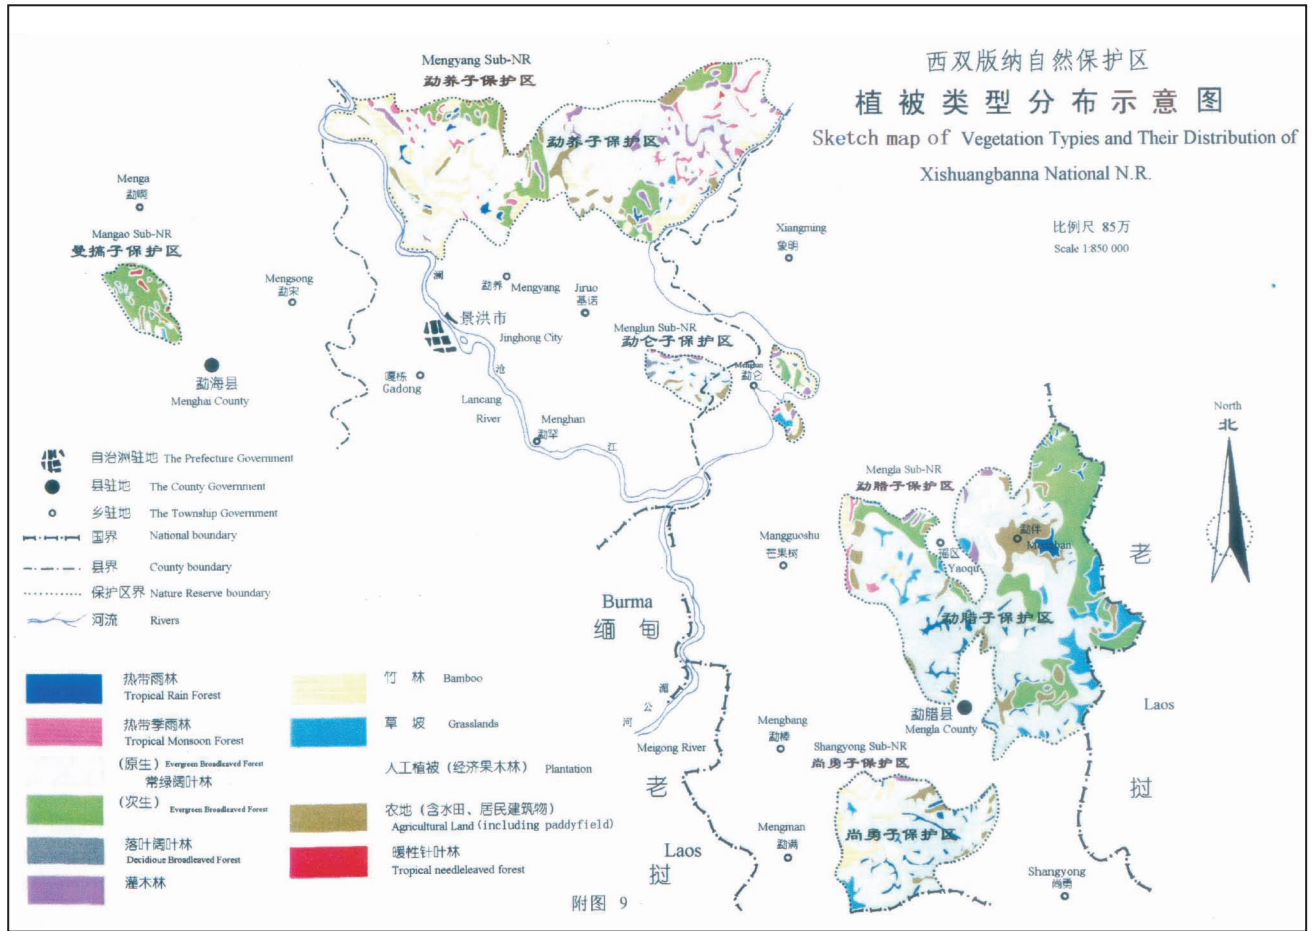 西双版纳自然保护区
植被类型分布示意图
Sketch map of Vegetation Typies and Their Distribution of
Xishuangbanna National N.R.
比例尺 85万
Scale 1:850 000
Mengyang Sub-NR
勐养子保护区
勐养子保护区
Menga
勐啊
Mangao Sub-NR
曼搞子保护区
Mengsong
勐宋
勐海县
Menghai County
澜
勐养 Mengyang
Jinuo
基诺
Xiangming
象明
景洪市
Jinghong City
嘎栋
Gadong
沧
Lancang
River
Menghan
勐罕
江
Menglun Sub-NR
勐仑子保护区
Menglun
勐仑
North
北
Mengla Sub-NR
勐腊子保护区
勐伴
Mengban
瑶区
Yaoqu
Mangguoshu
芒果树
勐腊子保护区
老
Laos
挝
勐腊县
Mengla County
Burma
缅甸
湄
公
河
Meigong River
老
Laos
挝
Mengbang
勐棒
Shangyong Sub-NR
尚勇子保护区
尚勇子保护区
Mengman
勐满
Shangyong
尚勇
自治洲驻地 The Prefecture Government
县驻地 The County Government
乡驻地 The Township Government
国界 National boundary
县界 County boundary
保护区界 Nature Reserve boundary
河流 Rivers
热带雨林
Tropical Rain Forest
热带季雨林
Tropical Monsoon Forest
(原生) Evergreen Broadleaved Forest
常绿阔叶林
(次生) Evergreen Broadleaved Forest
落叶阔叶林
Decidioue Broadleaved Forest
灌木林
竹 林 Bamboo
草 坡 Grasslands
人工植被 (经济果木林) Plantation
农地 (含水田、居民建筑物)
Agricultural Land (including paddyfield)
暖性针叶林
Tropical needleleaved forest
附图 9